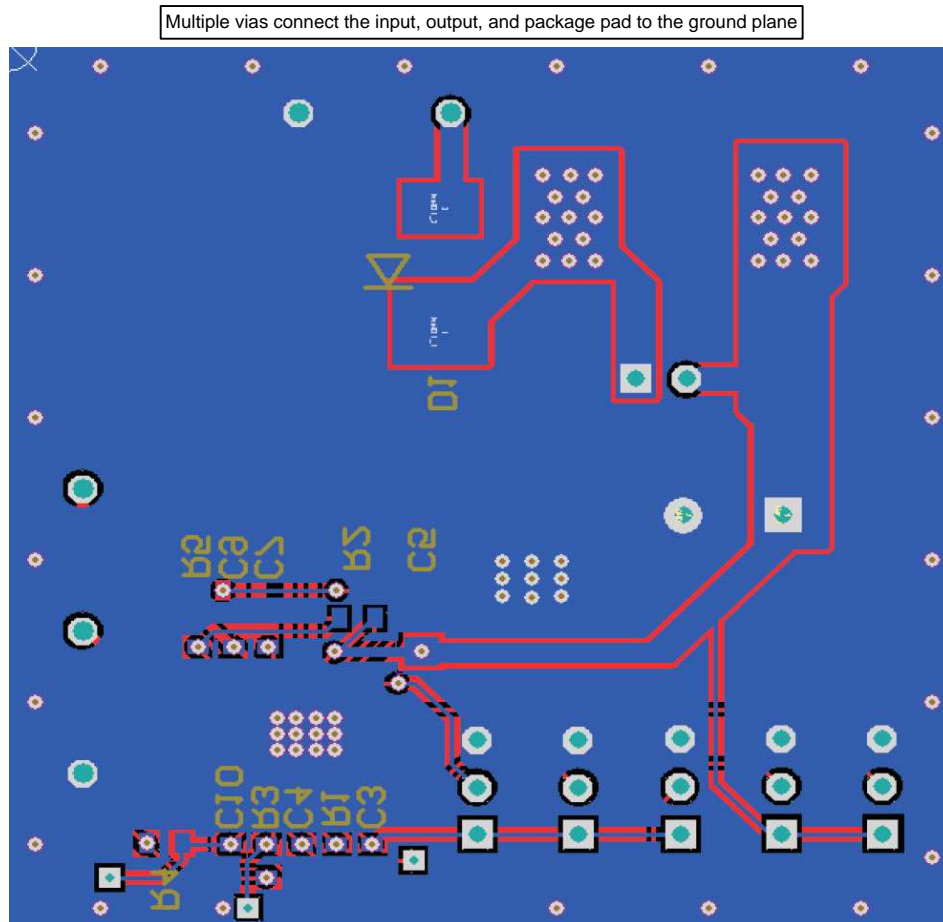 Multiple vias connect the input, output, and package pad to the ground plane
D1
R5
C9
C7
R2
C5
C10
R3
C4
R1
C3
R4